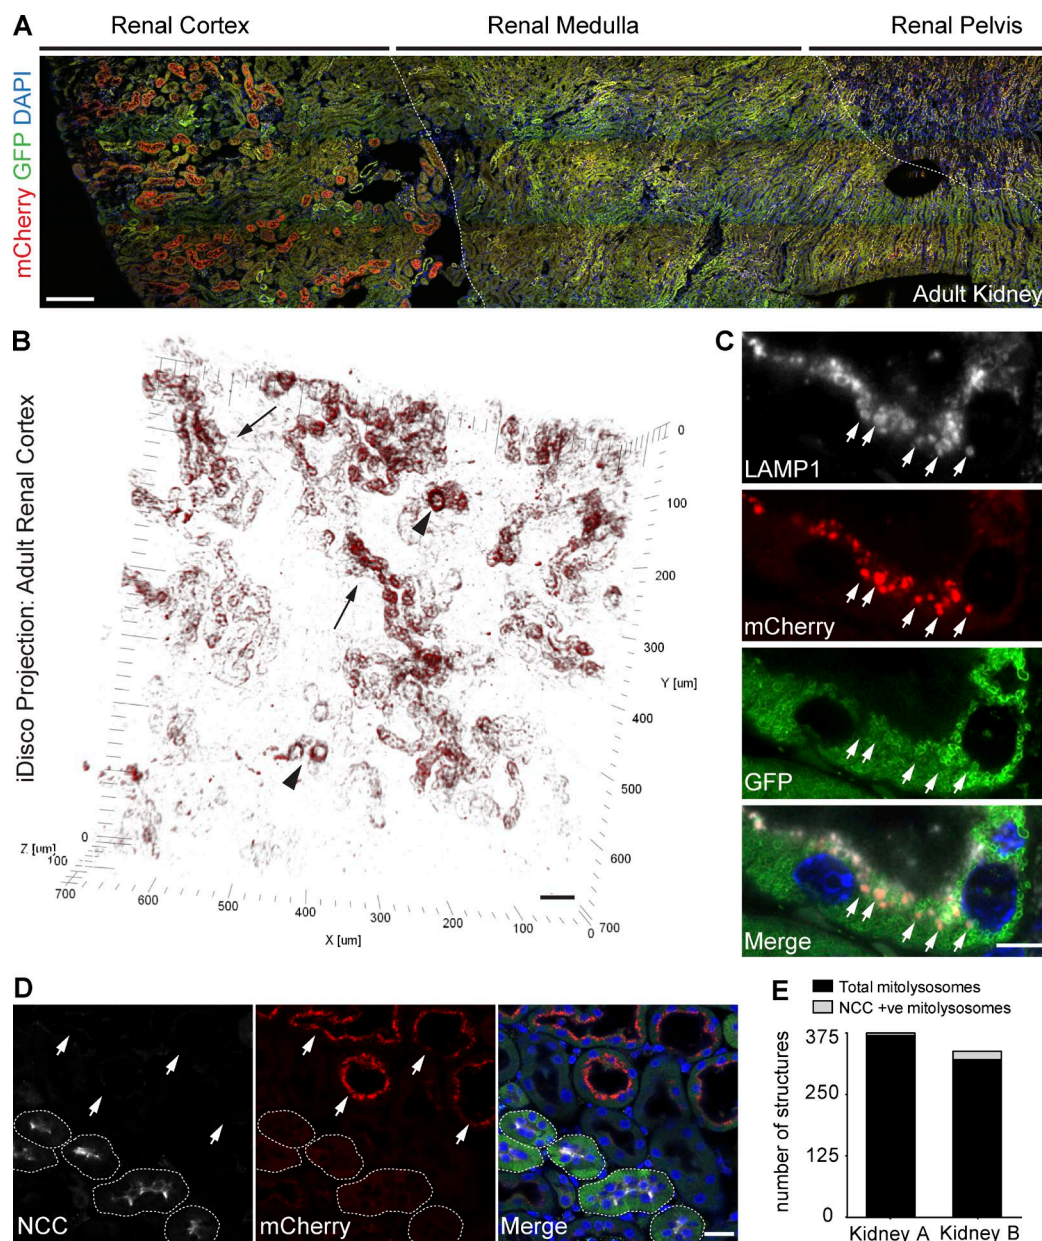 A
Renal Cortex Renal Medulla Renal Pelvis
mCherry GFP DAPI
Adult Kidney
B
iDisco Projection: Adult Renal Cortex
0
100
200
300
Y [um]
400
500
600
700
Z [um]
0
100
700
600
500
400
300
200
100
0
X [um]
C
LAMP1
mCherry
GFP
Merge
D
NCC
mCherry
Merge
E
Total mitolysosomes
NCC +ve mitolysosomes
number of structures
375
250
125
0
Kidney A Kidney B